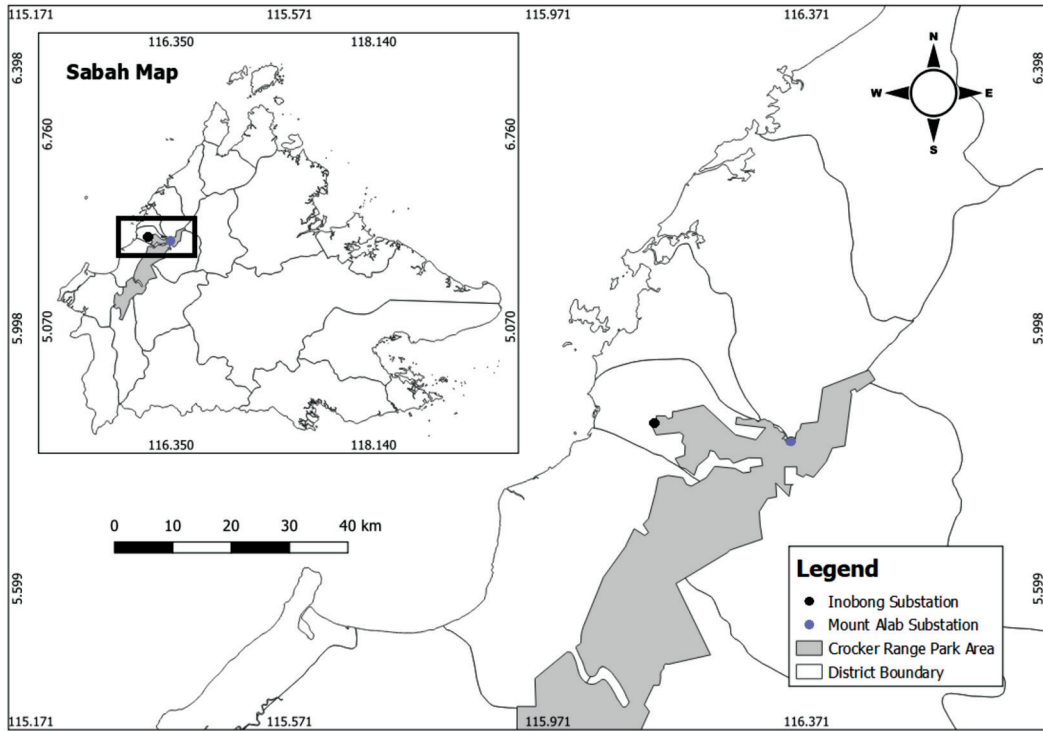 115.171 115.571 115.971 116.371
6.398
5.998
5.599
Sabah Map
116.350 118.140
6.760
5.070
6.760
5.070
116.350 118.140
N
W E
S
6.398
5.998
5.599
0 10 20 30 40 km
Legend
Inobong Substation
Mount Alab Substation
Crocker Range Park Area
District Boundary
115.171 115.571 115.971 116.371